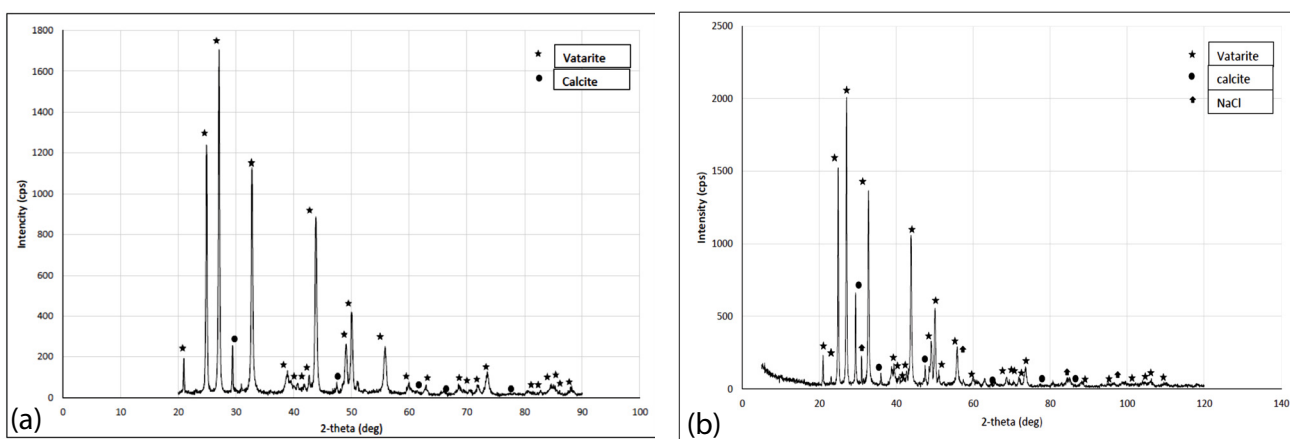 1800
1600
1400
1200
1000
800
600
400
200
0
Intencity (cps)
0 10 20 30 40 50 60 70 80 90 100
2-theta (deg)
Vatarite
Calcite
(a)
2500
2000
1500
1000
500
0
Intensity (cps)
0 20 40 60 80 100 120 140
2-theta (deg)
Vatarite
calcite
NaCl
(b)